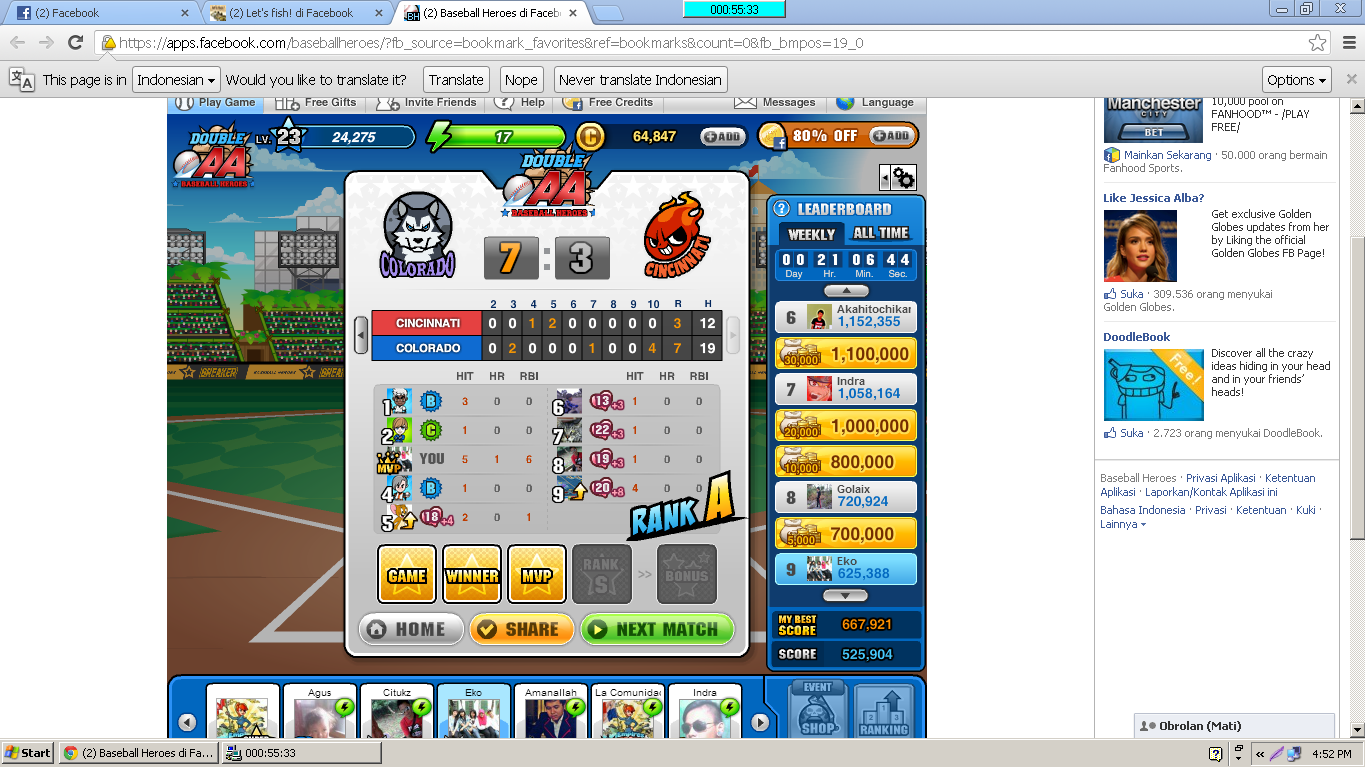 (2) Facebook
(2) Let's fish! di Facebook
(2) Baseball Heroes di Faceb
000:55:33
https://apps.facebook.com/baseballheroes/?fb_source=bookmark_favorites&ref=bookmarks&count=0&fb_bmpos=19_0
This page is in Indonesian Would you like to translate it? Translate Nope Never translate Indonesian Options
Play Game Free Gifts Invite Friends Help Free Credits Messages Language
DOUBLE AA BASEBALL HEROES
LV. 23 24,275
17
C 64,847 ADD
80% OFF ADD
DOUBLE AA BASEBALL HEROES
COLORADO 7 : 3 CINCINNATI
2 3 4 5 6 7 8 9 10 R H
CINCINNATI 0 0 1 2 0 0 0 0 0 3 12
COLORADO 0 2 0 0 0 1 0 0 4 7 19
HIT HR RBI HIT HR RBI
1 B 3 0 0
2 C 1 0 0
MVP YOU 5 1 6
4 B 1 0 0
5 18 +4 2 0 1
6 13 +3 1 0 0
7 22 +3 1 0 0
8 19 +3 1 0 0
9 20 +8 4 0 0
RANK A
GAME WINNER MVP RANK S >> BONUS
HOME SHARE NEXT MATCH
? LEADERBOARD
WEEKLY ALL TIME
00 21 06 44
Day Hr. Min. Sec.
6 Akahitochikar
1,152,355
30,000 1,100,000
7 Indra
1,058,164
20,000 1,000,000
10,000 800,000
8 Golaix
720,924
5,000 700,000
9 Eko
625,388
MY BEST SCORE 667,921
SCORE 525,904
Agus Citukz Eko Amanallah La Comunidad Indra
EVENT SHOP
RANKING
Manchester
CITY
BET
10,000 pool on
FANHOOD™ - /PLAY
FREE/
Mainkan Sekarang · 50.000 orang bermain
Fanhood Sports.
Like Jessica Alba?
Get exclusive Golden
Globes updates from her
by Liking the official
Golden Globes FB Page!
Suka · 309.536 orang menyukai
Golden Globes.
DoodleBook
Free!
Discover all the crazy
ideas hiding in your head
and in your friends'
heads!
Suka · 2.723 orang menyukai DoodleBook.
Baseball Heroes · Privasi Aplikasi · Ketentuan
Aplikasi · Laporkan/Kontak Aplikasi ini
Bahasa Indonesia · Privasi · Ketentuan · Kuki ·
Lainnya
Obrolan (Mati)
Start
(2) Baseball Heroes di Fa...
000:55:33
4:52 PM